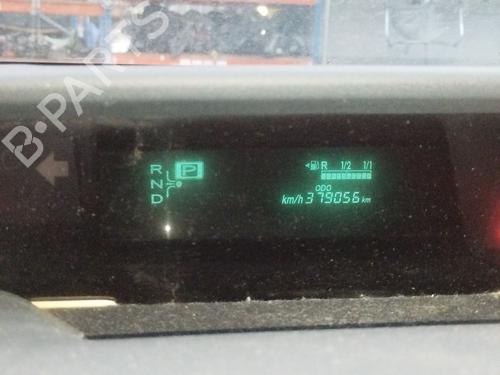 B-PARTS
R P
N
D
R 1/2 1/1
ODO
km/h 379056 km